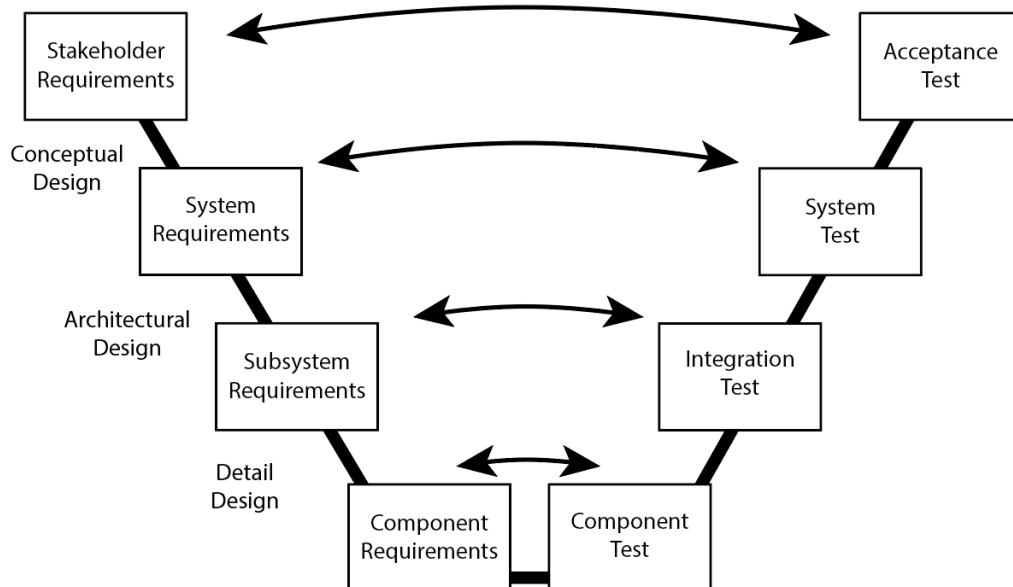 Stakeholder
Requirements
Acceptance
Test
Conceptual
Design
System
Requirements
System
Test
Architectural
Design
Subsystem
Requirements
Integration
Test
Detail
Design
Component
Requirements
Component
Test